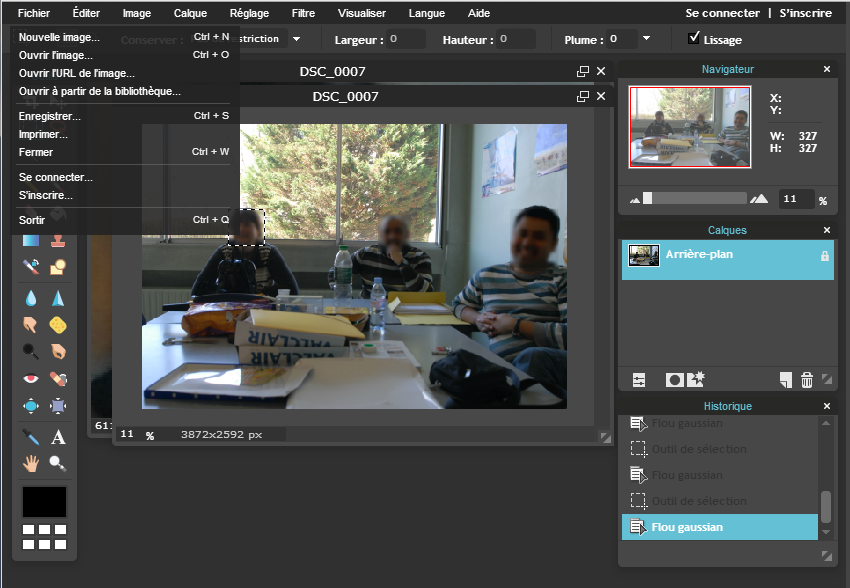 Fichier Éditer Image Calque Réglage Filtre Visualiser Langue Aide Se connecter | S'inscrire
Conserver : striction Largeur : 0 Hauteur : 0 Plume : 0 Lissage
Nouvelle image... Ctrl + N
Ouvrir l'image... Ctrl + O
Ouvrir l'URL de l'image...
Ouvrir à partir de la bibliothèque...
Enregistrer... Ctrl + S
Imprimer...
Fermer Ctrl + W
Se connecter...
S'inscrire...
Sortir Ctrl + Q
DSC_0007
DSC_0007
VALECLAIR
VALECLAIR
61
11 % 3872x2592 px
A
Navigateur
X:
Y:
W: 327
H: 327
11 %
Calques
Arrière-plan
Historique
Flou gaussian
Outil de sélection
Flou gaussian
Outil de sélection
Flou gaussian